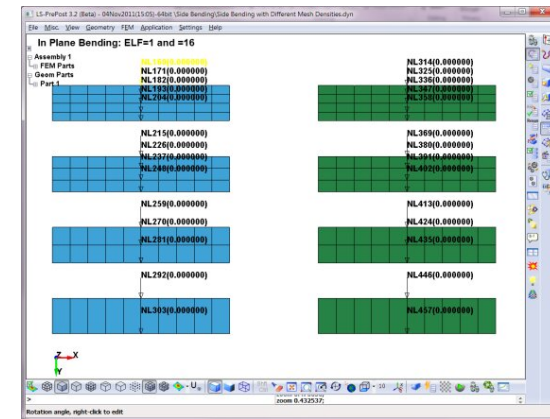 LS-PrePost 3.2 (Beta) - 04Nov2011(15:05)-64bit \Side Bending\Side Bending with Different Mesh Densities.dyn
File Misc. View Geometry FEM Application Settings Help
In Plane Bending: ELF=1 and =16
Assembly 1
FEM Parts
Geom Parts
Part 1
NL171(0.000000)
NL182(0.000000)
NL193(0.000000)
NL204(0.000000)
NL314(0.000000)
NL325(0.000000)
NL336(0.000000)
NL347(0.000000)
NL358(0.000000)
NL215(0.000000)
NL226(0.000000)
NL237(0.000000)
NL248(0.000000)
NL369(0.000000)
NL380(0.000000)
NL391(0.000000)
NL402(0.000000)
NL259(0.000000)
NL270(0.000000)
NL281(0.000000)
NL413(0.000000)
NL424(0.000000)
NL435(0.000000)
NL292(0.000000)
NL303(0.000000)
NL446(0.000000)
NL457(0.000000)
Z X
Y
>
zoom 0.432537;
Rotation angle, right-click to edit